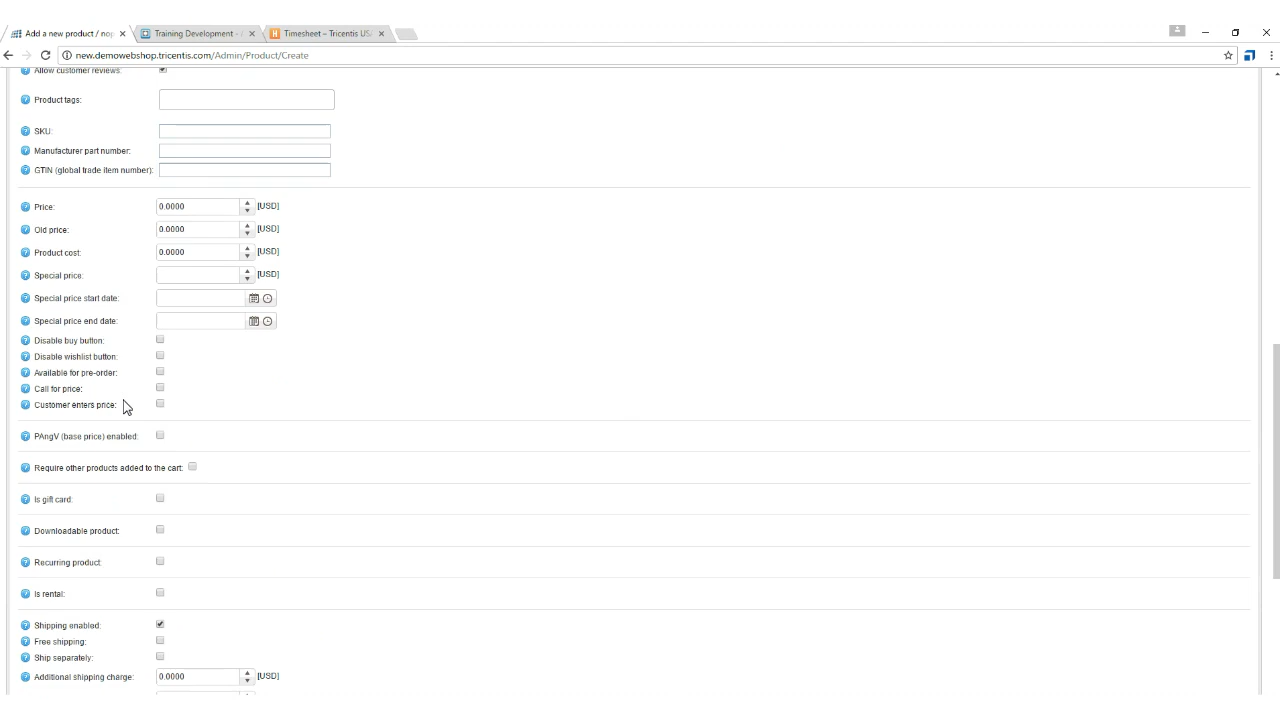 Add a new product / nop
Training Development - /
Timesheet – Tricentis USA
new.demowebshop.tricentis.com/Admin/Product/Create
Allow customer reviews:
Product tags:
SKU:
Manufacturer part number:
GTIN (global trade item number):
Price: 0.0000 [USD]
Old price: 0.0000 [USD]
Product cost: 0.0000 [USD]
Special price: [USD]
Special price start date:
Special price end date:
Disable buy button:
Disable wishlist button:
Available for pre-order:
Call for price:
Customer enters price:
PAngV (base price) enabled:
Require other products added to the cart:
Is gift card:
Downloadable product:
Recurring product:
Is rental:
Shipping enabled:
Free shipping:
Ship separately:
Additional shipping charge: 0.0000 [USD]